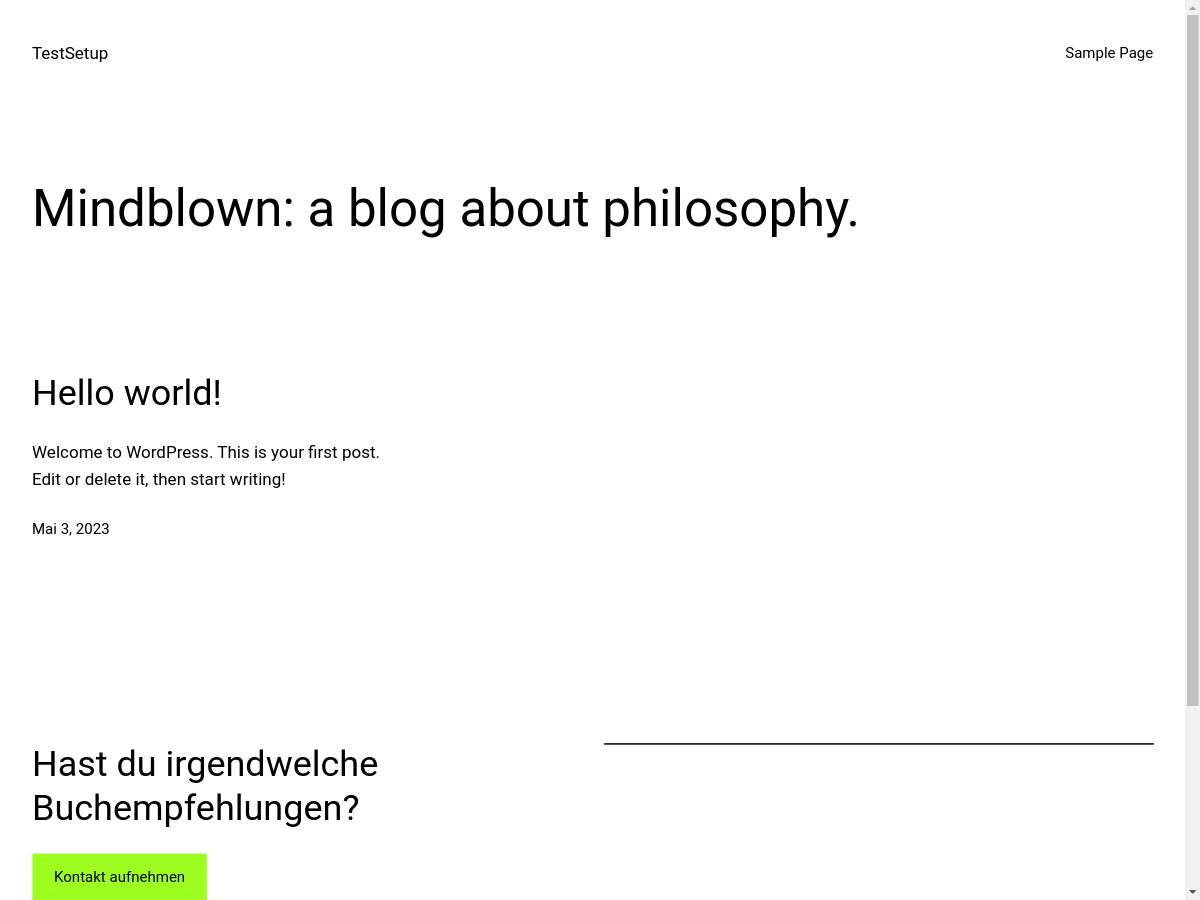 TestSetup
Sample Page
Mindblown: a blog about philosophy.
Hello world!
Welcome to WordPress. This is your first post.
Edit or delete it, then start writing!
Mai 3, 2023
Hast du irgendwelche
Buchempfehlungen?
Kontakt aufnehmen